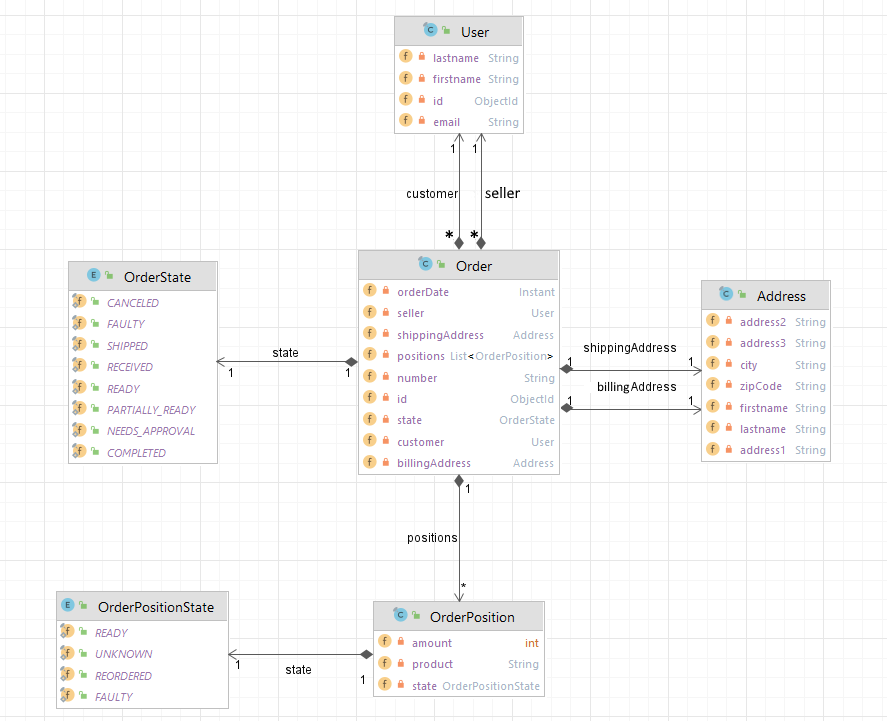 User
lastname String
firstname String
id ObjectId
email String
1 1
customer seller
* *
Order
orderDate Instant
seller User
shippingAddress Address
positions List<OrderPosition>
number String
id ObjectId
state OrderState
customer User
billingAddress Address
OrderState
CANCELED
FAULTY
SHIPPED
RECEIVED
READY
PARTIALLY_READY
NEEDS_APPROVAL
COMPLETED
state
1 1
shippingAddress
1 1
billingAddress
1 1
Address
address2 String
address3 String
city String
zipCode String
firstname String
lastname String
address1 String
1
positions
*
OrderPosition
amount int
product String
state OrderPositionState
1 1
state
OrderPositionState
READY
UNKNOWN
REORDERED
FAULTY